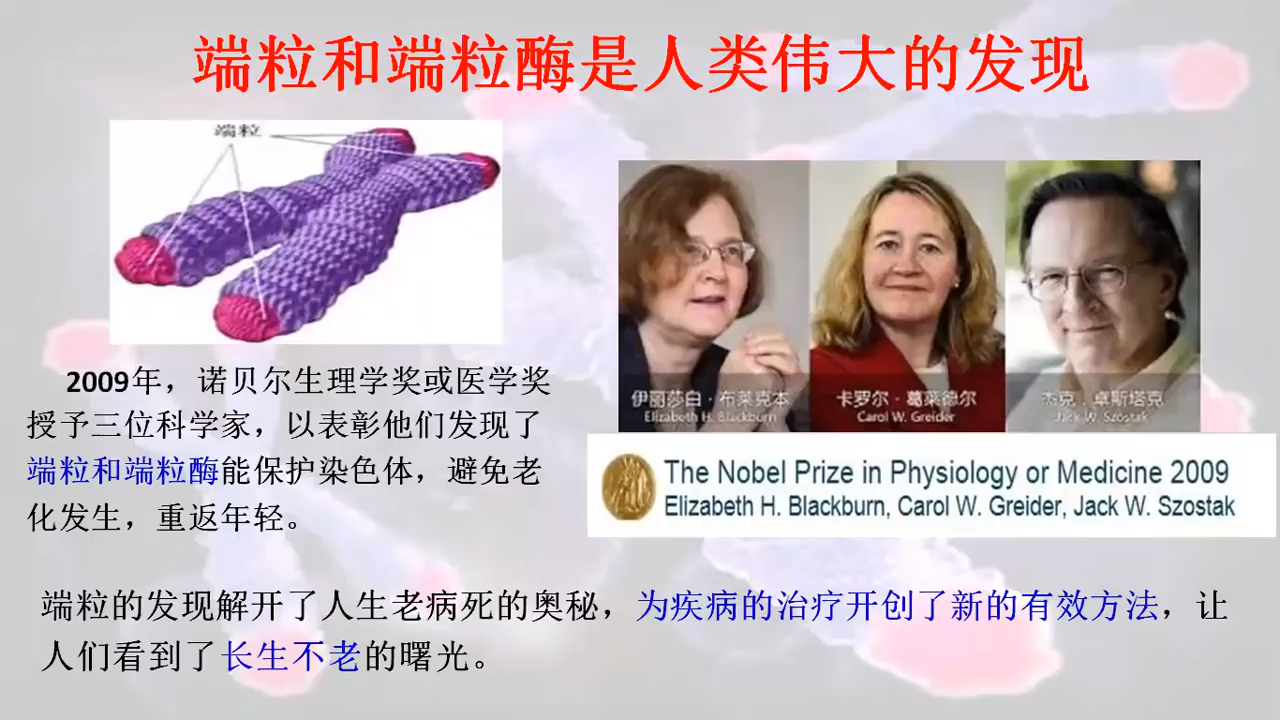 端粒和端粒酶是人类伟大的发现
端粒
伊丽莎白·布莱克本
Elizabeth H. Blackburn
卡罗尔·葛莱德尔
Carol W. Greider
杰克．卓斯塔克
Jack W. Szostak
The Nobel Prize in Physiology or Medicine 2009
Elizabeth H. Blackburn, Carol W. Greider, Jack W. Szostak
2009年，诺贝尔生理学奖或医学奖
授予三位科学家，以表彰他们发现了
端粒和端粒酶能保护染色体，避免老
化发生，重返年轻。
端粒的发现解开了人生老病死的奥秘，为疾病的治疗开创了新的有效方法，让
人们看到了长生不老的曙光。